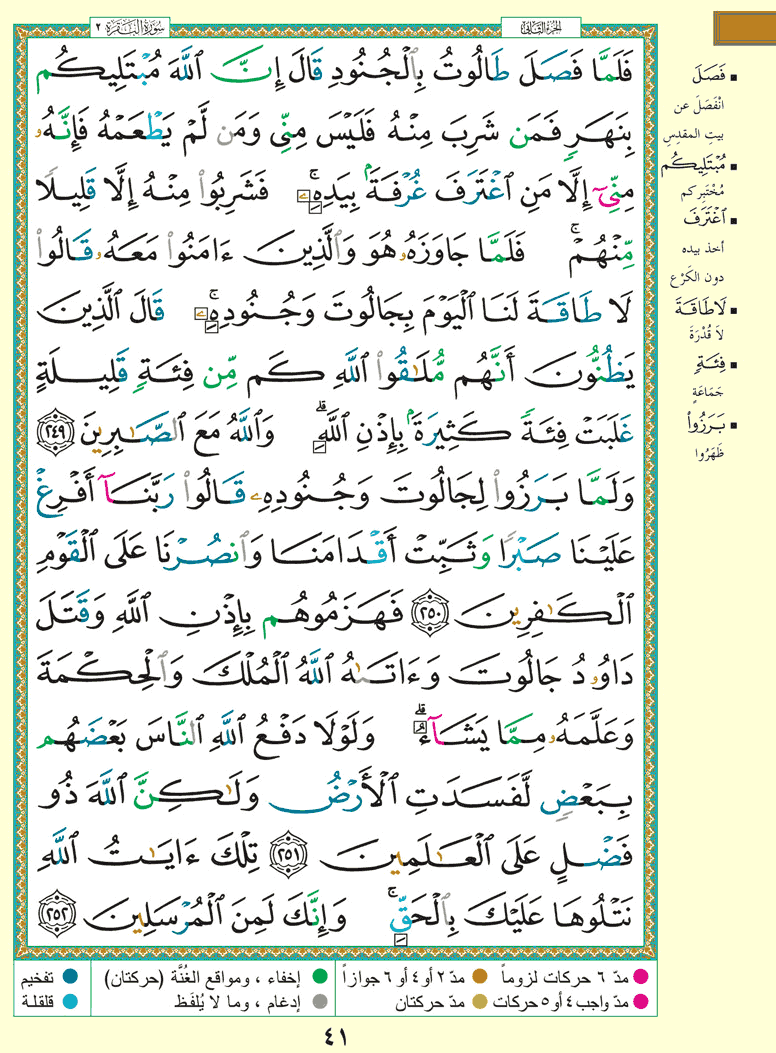 الجزء الثاني
سورة البقرة ٢
فَلَمَّا فَصَلَ طَالُوتُ بِٱلْجُنُودِ قَالَ إِنَّ ٱللَّهَ مُبْتَلِيكُم
بِنَهَرٍ فَمَن شَرِبَ مِنْهُ فَلَيْسَ مِنِّى وَمَن لَّمْ يَطْعَمْهُ فَإِنَّهُۥ
مِنِّىٓ إِلَّا مَنِ ٱغْتَرَفَ غُرْفَةًۢ بِيَدِهِۦ ۚ فَشَرِبُوا۟ مِنْهُ إِلَّا قَلِيلًا
مِّنْهُمْ ۚ فَلَمَّا جَاوَزَهُۥ هُوَ وَٱلَّذِينَ ءَامَنُوا۟ مَعَهُۥ قَالُوا۟
لَا طَاقَةَ لَنَا ٱلْيَوْمَ بِجَالُوتَ وَجُنُودِهِۦ ۚ قَالَ ٱلَّذِينَ
يَظُنُّونَ أَنَّهُم مُّلَـٰقُوا۟ ٱللَّهِ كَم مِّن فِئَةٍ قَلِيلَةٍ
غَلَبَتْ فِئَةً كَثِيرَةًۢ بِإِذْنِ ٱللَّهِ ۗ وَٱللَّهُ مَعَ ٱلصَّـٰبِرِينَ ٢٤٩
وَلَمَّا بَرَزُوا۟ لِجَالُوتَ وَجُنُودِهِۦ قَالُوا۟ رَبَّنَآ أَفْرِغْ
عَلَيْنَا صَبْرًا وَثَبِّتْ أَقْدَامَنَا وَٱنصُرْنَا عَلَى ٱلْقَوْمِ
ٱلْكَـٰفِرِينَ ٢٥٠ فَهَزَمُوهُم بِإِذْنِ ٱللَّهِ وَقَتَلَ
دَاوُۥدُ جَالُوتَ وَءَاتَىٰهُ ٱللَّهُ ٱلْمُلْكَ وَٱلْحِكْمَةَ
وَعَلَّمَهُۥ مِمَّا يَشَآءُ ۗ وَلَوْلَا دَفْعُ ٱللَّهِ ٱلنَّاسَ بَعْضَهُم
بِبَعْضٍ لَّفَسَدَتِ ٱلْأَرْضُ وَلَـٰكِنَّ ٱللَّهَ ذُو
فَضْلٍ عَلَى ٱلْعَـٰلَمِينَ ٢٥١ تِلْكَ ءَايَـٰتُ ٱللَّهِ
نَتْلُوهَا عَلَيْكَ بِٱلْحَقِّ ۚ وَإِنَّكَ لَمِنَ ٱلْمُرْسَلِينَ ٢٥٢
فَصَلَ
انْفَصَلَ عن
بيتِ المقدِسِ
مُبْتَلِيكُم
مُخْتَبِركم
ٱغْتَرَفَ
أخذ بيده
دون الكَرْعِ
لَا طَاقَةَ
لَا قُدْرَةَ
فِئَةٍ
جَمَاعَةٍ
بَرَزُوا۟
ظَهَرُوا
مدّ ٦ حركات لزوماً
مدّ ٢ أو ٤ أو ٦ جوازاً
إخفاء ، ومواقع الغُنَّة (حركتان)
تفخيم
مدّ واجب ٤ أو ٥ حركات
مدّ حركتان
إدغام ، وما لا يُلفَظ
قلقلة
٤١